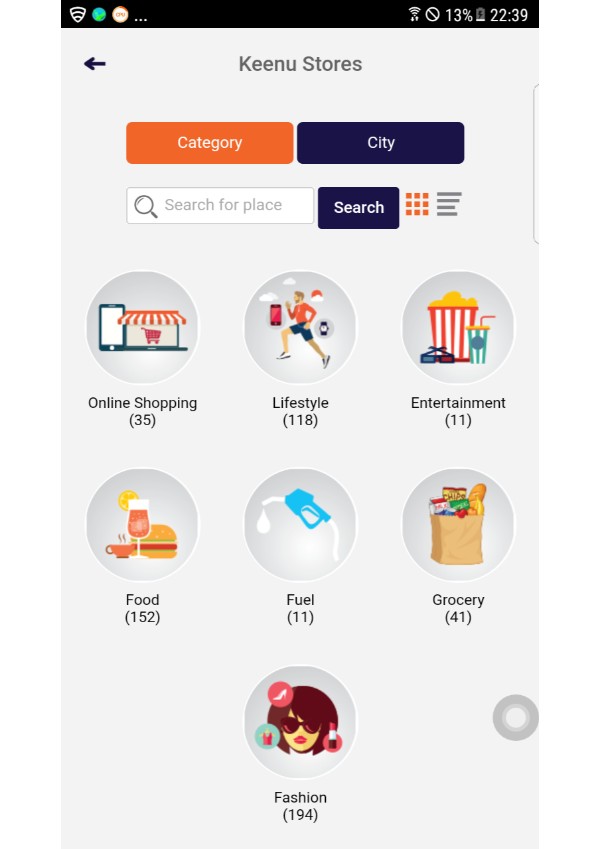 ... 13% 22:39
Keenu Stores
Category City
Search for place Search
Online Shopping Lifestyle Entertainment
(35) (118) (11)
CHIPS
Food Fuel Grocery
(152) (11) (41)
Fashion
(194)